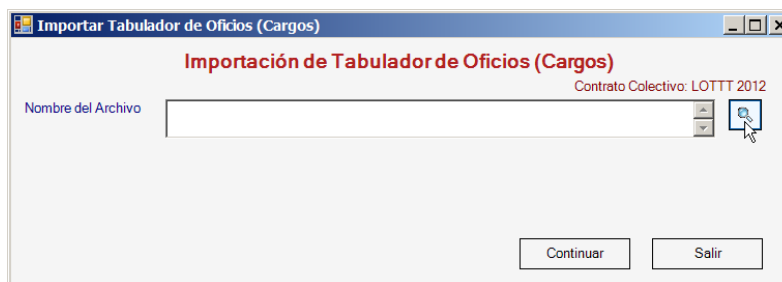 Importar Tabulador de Oficios (Cargos)
Importación de Tabulador de Oficios (Cargos)
Contrato Colectivo: LOTTT 2012
Nombre del Archivo
Continuar
Salir